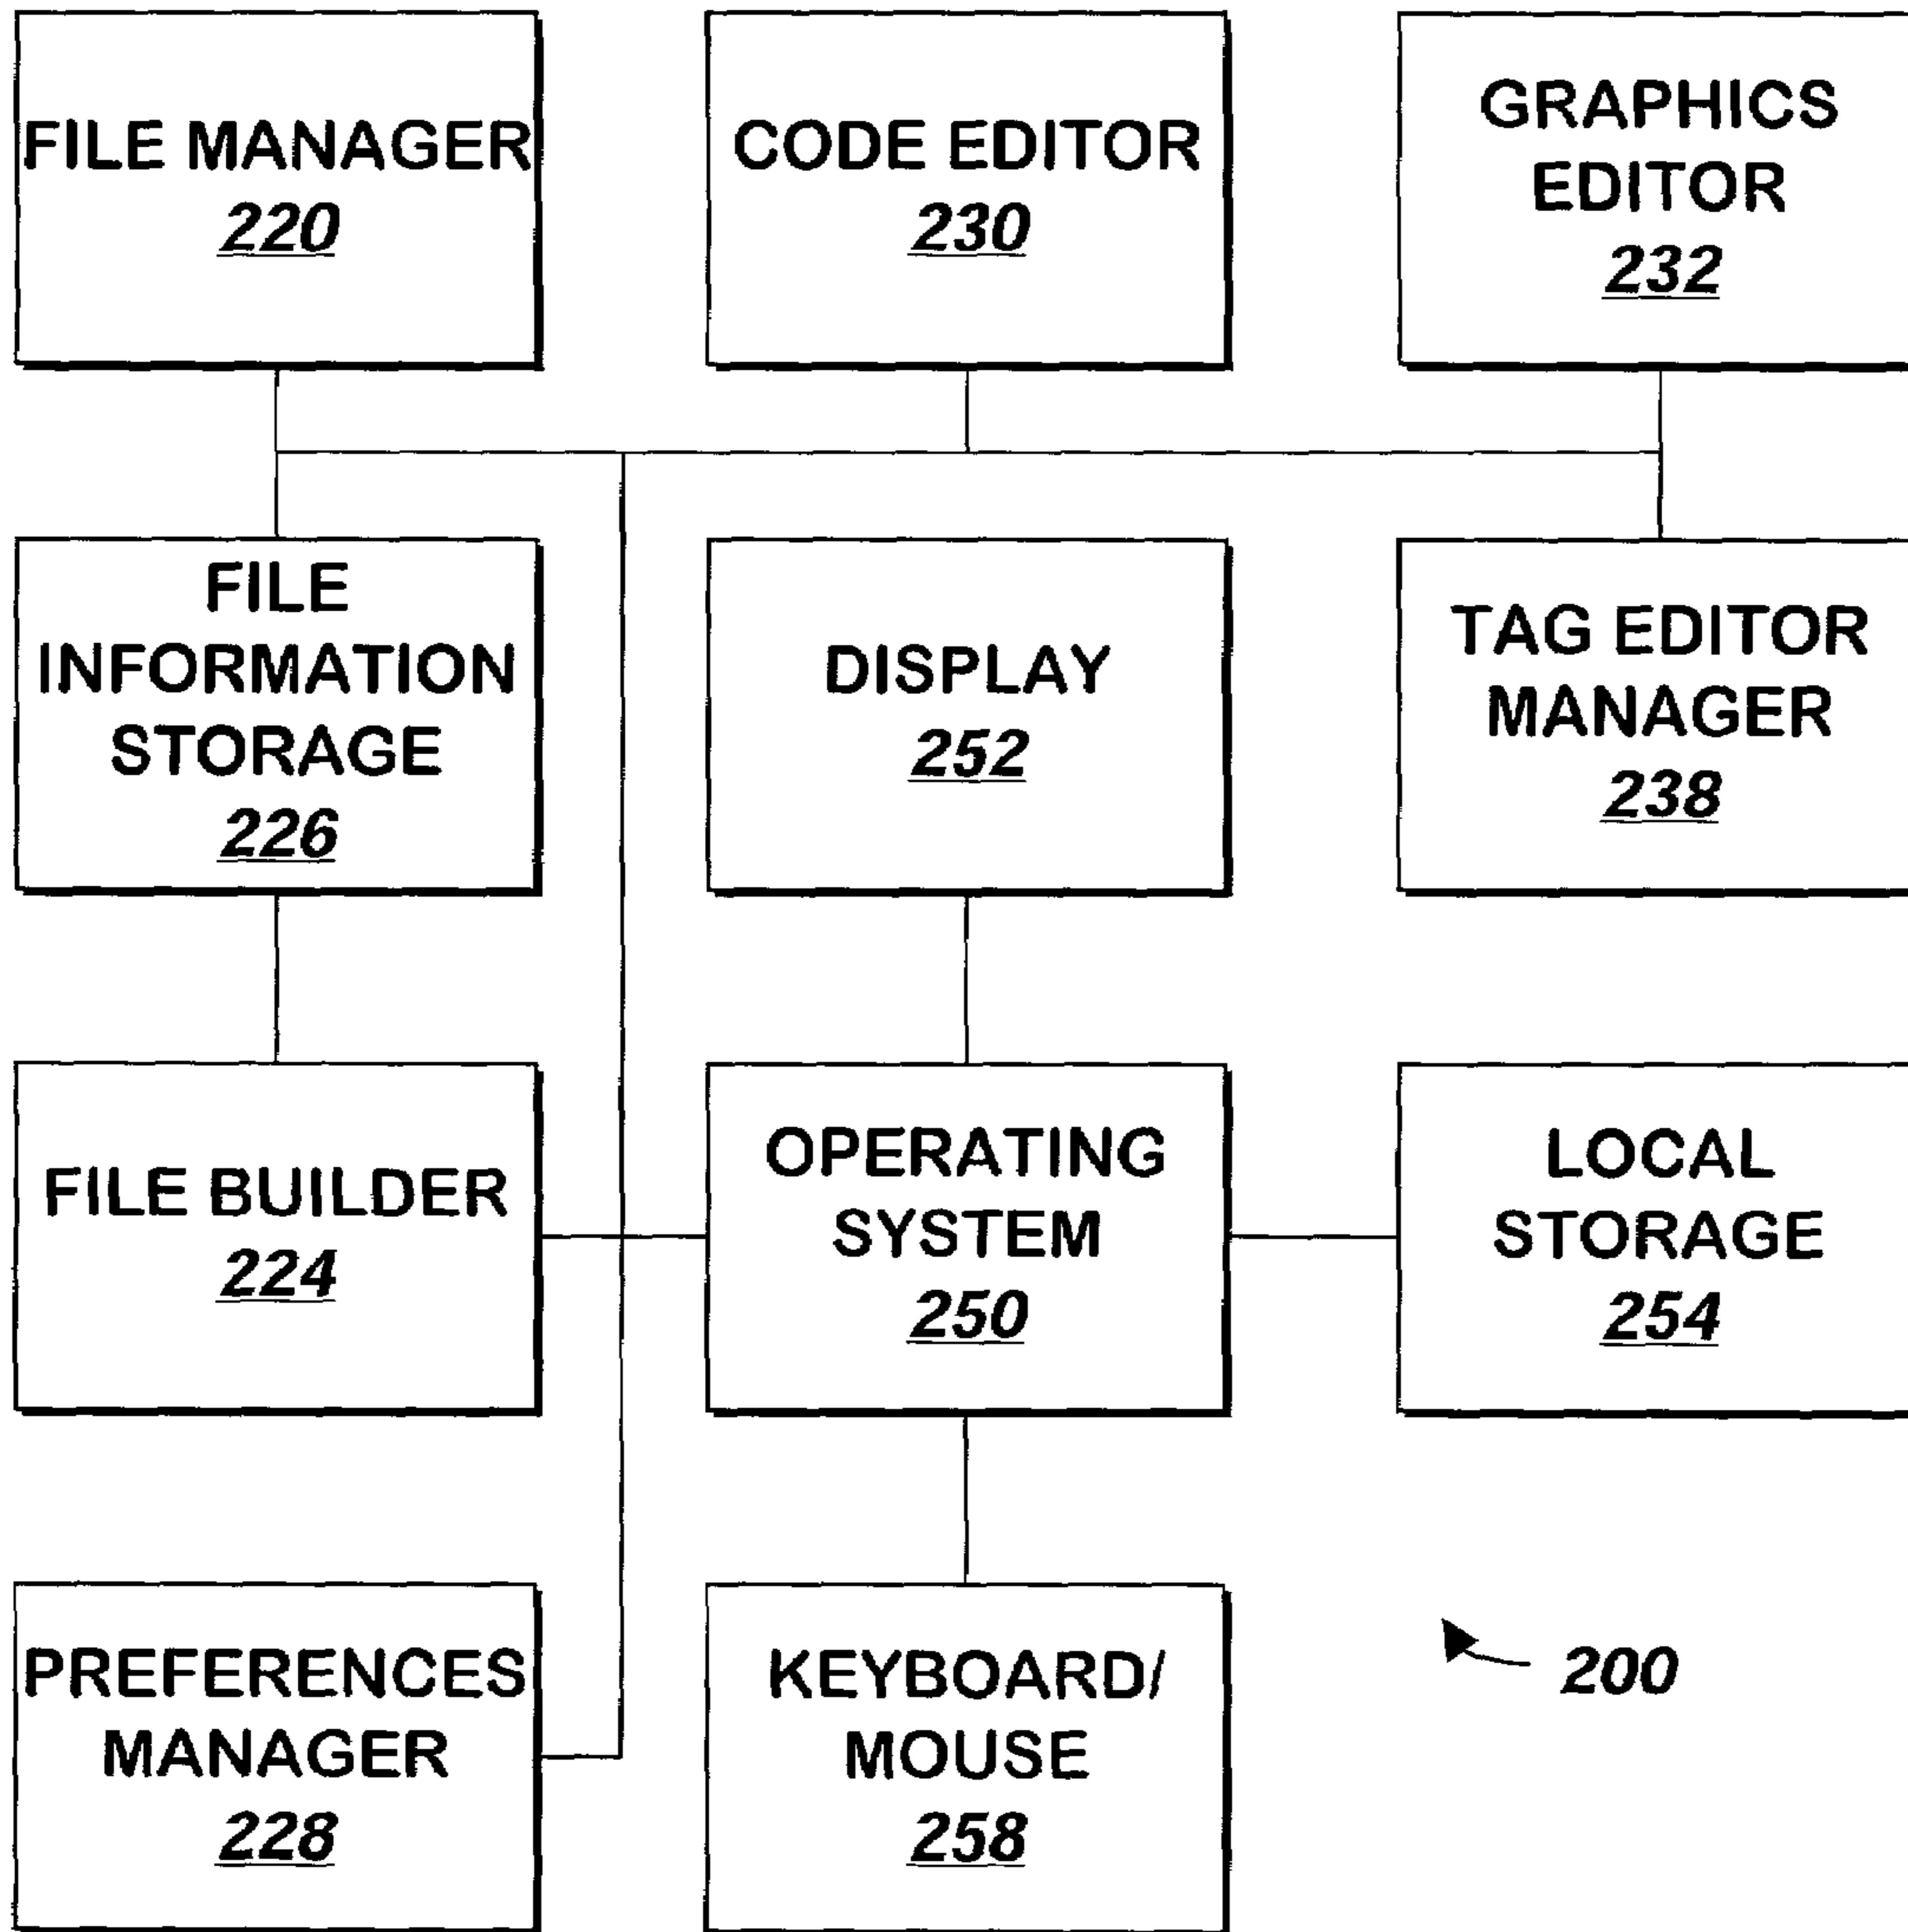 FILE MANAGER
220
CODE EDITOR
230
GRAPHICS
EDITOR
232
FILE
INFORMATION
STORAGE
226
DISPLAY
252
TAG EDITOR
MANAGER
238
FILE BUILDER
224
OPERATING
SYSTEM
250
LOCAL
STORAGE
254
PREFERENCES
MANAGER
228
KEYBOARD/
MOUSE
258
200